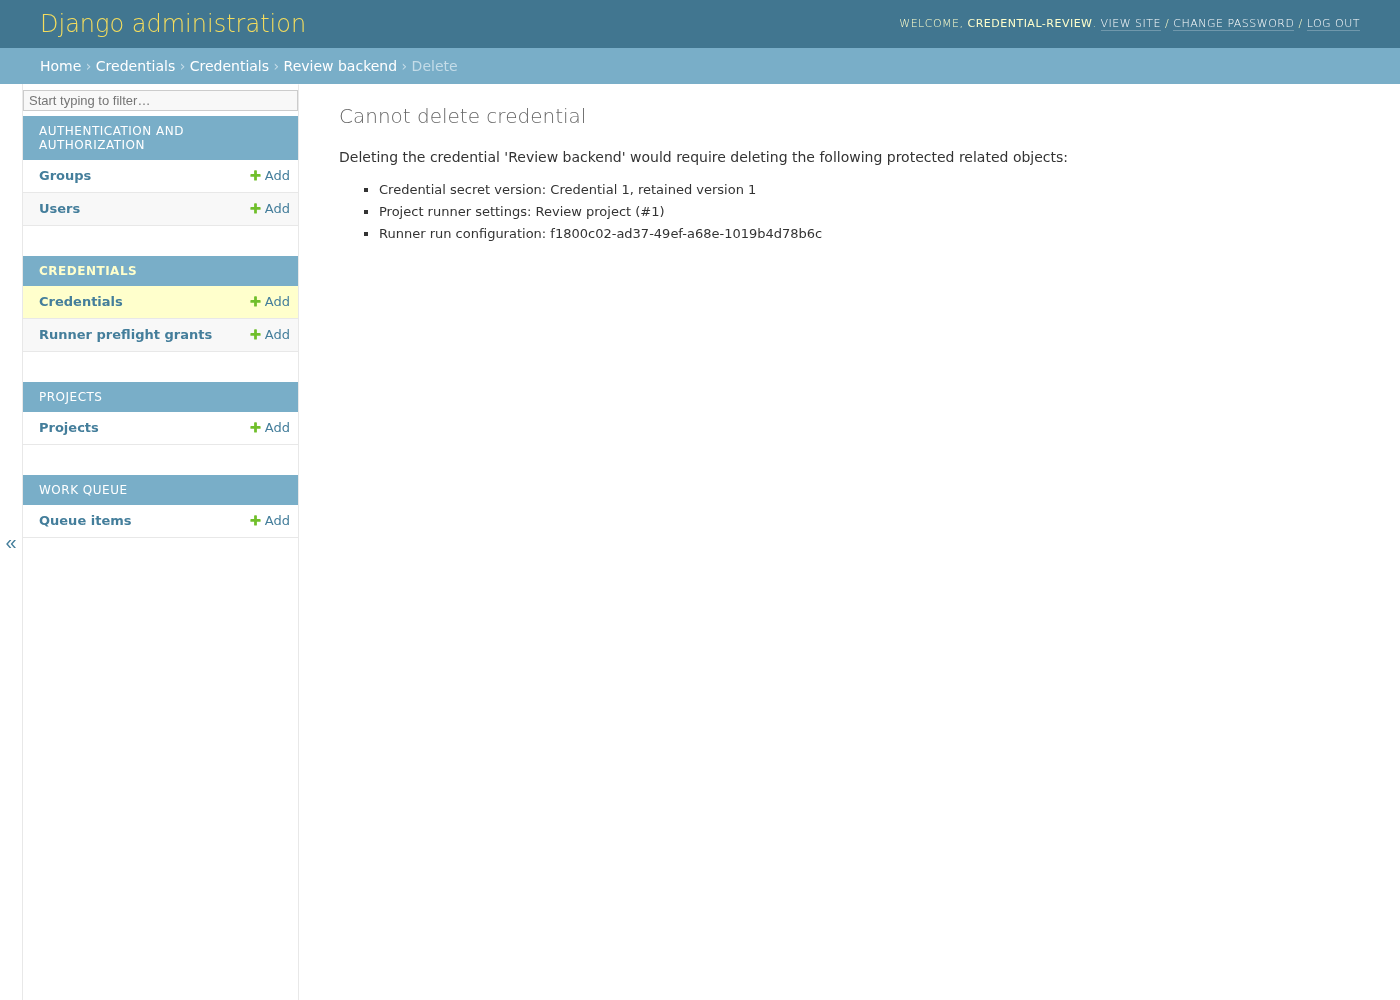 Django administration
WELCOME, CREDENTIAL-REVIEW. VIEW SITE / CHANGE PASSWORD / LOG OUT
Home › Credentials › Credentials › Review backend › Delete
Start typing to filter…
AUTHENTICATION AND
AUTHORIZATION
Groups Add
Users Add
CREDENTIALS
Credentials Add
Runner preflight grants Add
PROJECTS
Projects Add
WORK QUEUE
Queue items Add
«
Cannot delete credential
Deleting the credential 'Review backend' would require deleting the following protected related objects:
Credential secret version: Credential 1, retained version 1
Project runner settings: Review project (#1)
Runner run configuration: f1800c02-ad37-49ef-a68e-1019b4d78b6c